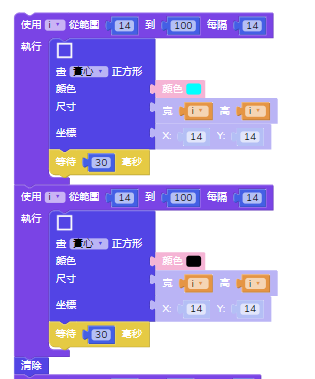 使用 i 從範圍 14 到 100 每隔 14
執行
畫 實心 正方形
顏色 顏色
尺寸 寬 i 高 i
坐標 X: 14 Y: 14
等待 30 毫秒
使用 i 從範圍 14 到 100 每隔 14
執行
畫 實心 正方形
顏色 顏色
尺寸 寬 i 高 i
坐標 X: 14 Y: 14
等待 30 毫秒
清除